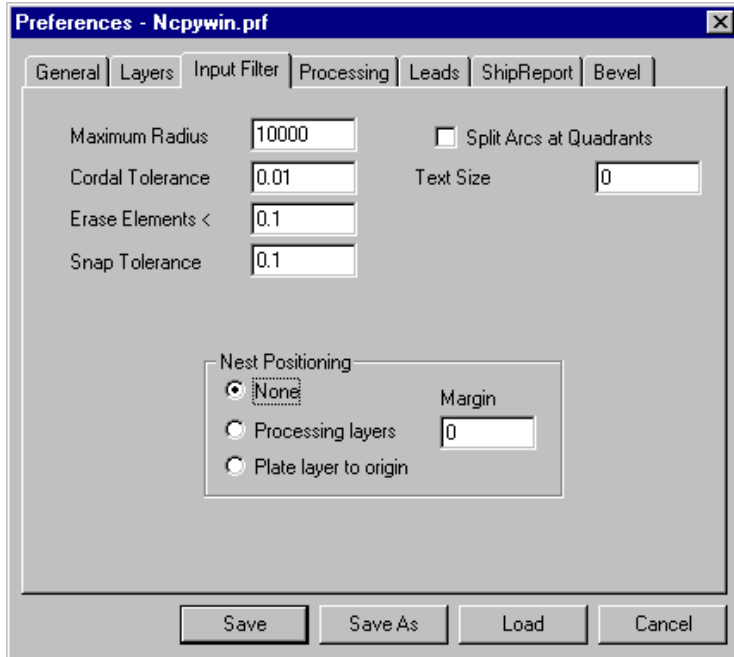 Preferences - Ncpywin.prf
General Layers Input Filter Processing Leads ShipReport Bevel
Maximum Radius 10000 Split Arcs at Quadrants
Cordal Tolerance 0.01 Text Size 0
Erase Elements < 0.1
Snap Tolerance 0.1
Nest Positioning
None Margin
Processing layers 0
Plate layer to origin
Save Save As Load Cancel